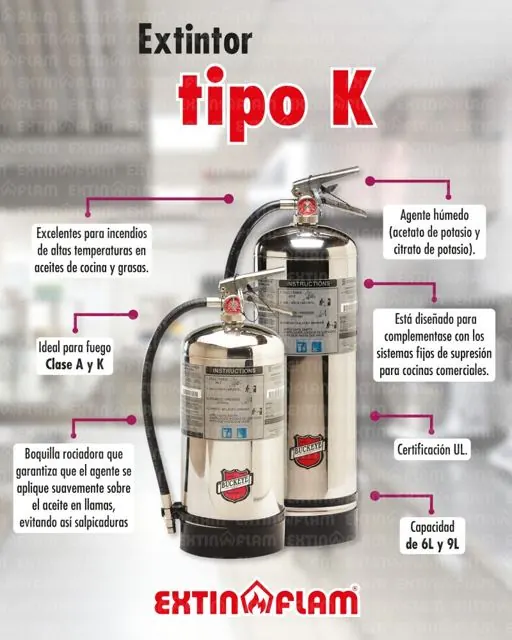 Extintor
tipo K
Excelentes para incendios
de altas temperaturas en
aceites de cocina y grasas.
Agente húmedo
(acetato de potasio y
citrato de potasio).
Ideal para fuego
Clase A y K
Está diseñado para
complementase con los
sistemas fijos de supresión
para cocinas comerciales.
Boquilla rociadora que
garantiza que el agente se
aplique suavemente sobre
el aceite en llamas,
evitando así salpicaduras
Certificación UL.
Capacidad
de 6L y 9L
INSTRUCTIONS
INSTRUCTIONS
BUCKEYE
BUCKEYE
EXTINFLAM